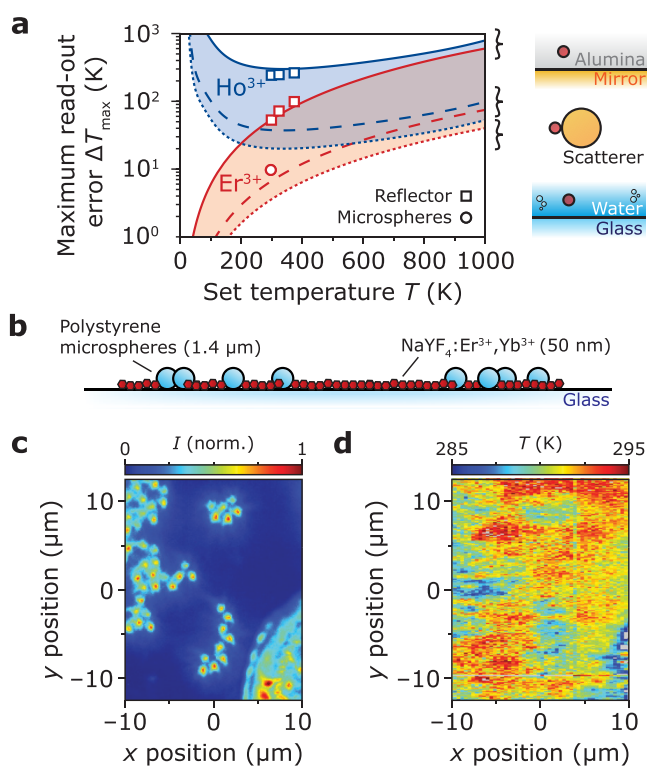 a
Maximum read-out
error ΔTmax (K)
10³
10²
10¹
10⁰
Ho³⁺
Er³⁺
Reflector
Microspheres
0
200
400
600
800
1000
Set temperature T (K)
Alumina
Mirror
Scatterer
Water
Glass
b
Polystyrene
microspheres (1.4 µm)
NaYF₄:Er³⁺,Yb³⁺ (50 nm)
Glass
c
0
I (norm.)
1
y position (µm)
10
5
0
−10
−10
0
10
x position (µm)
d
285
T (K)
295
y position (µm)
10
0
−10
−10
0
10
x position (µm)